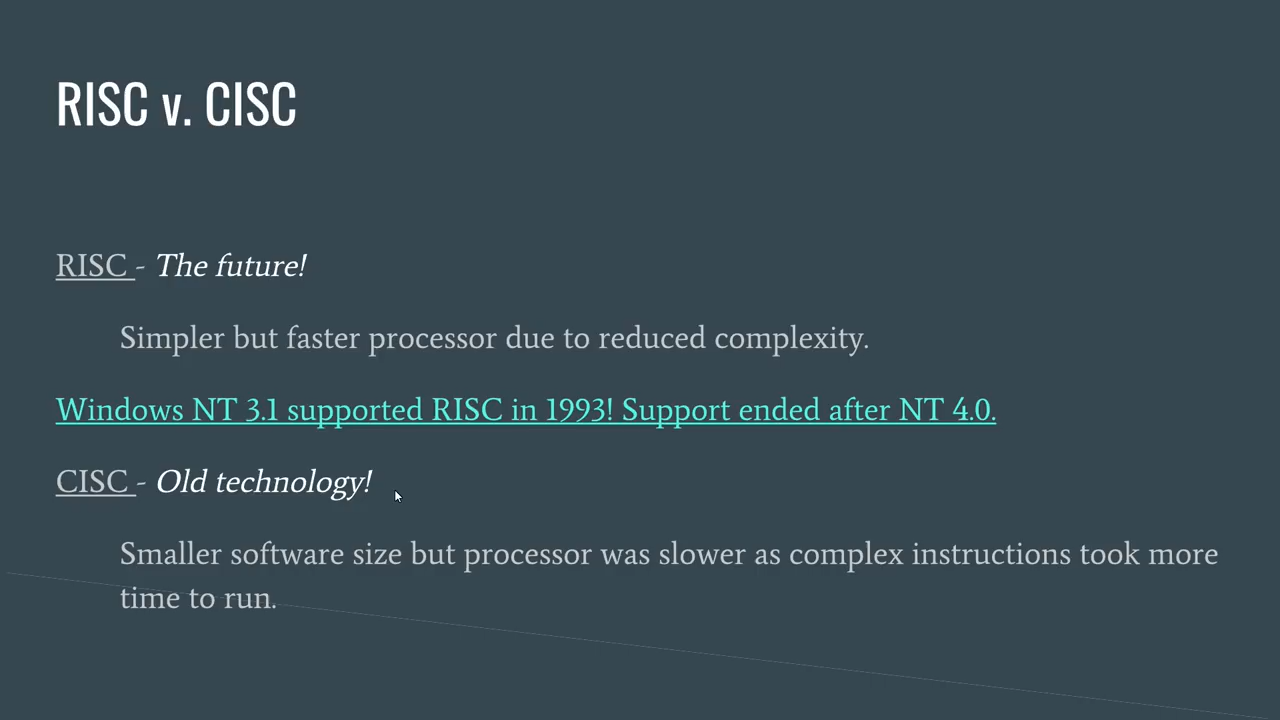 RISC v. CISC
RISC - The future!
Simpler but faster processor due to reduced complexity.
Windows NT 3.1 supported RISC in 1993! Support ended after NT 4.0.
CISC - Old technology!
Smaller software size but processor was slower as complex instructions took more
time to run.